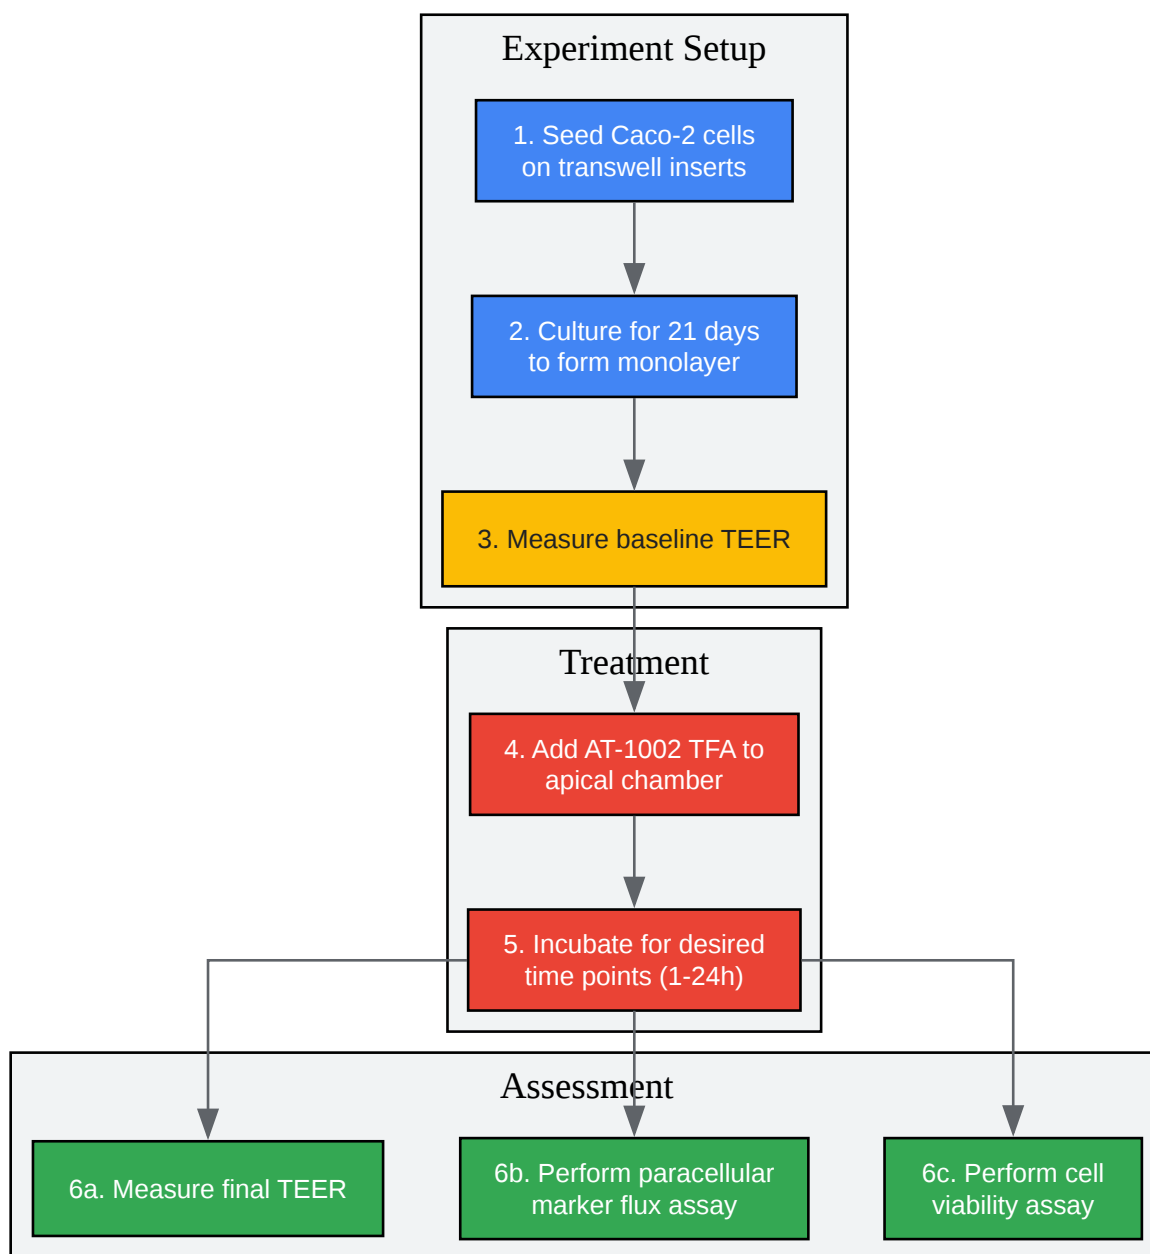 Experiment Setup
1. Seed Caco-2 cells
on transwell inserts
2. Culture for 21 days
to form monolayer
3. Measure baseline TEER
Treatment
4. Add AT-1002 TFA to
apical chamber
5. Incubate for desired
time points (1-24h)
Assessment
6a. Measure final TEER
6b. Perform paracellular
marker flux assay
6c. Perform cell
viability assay